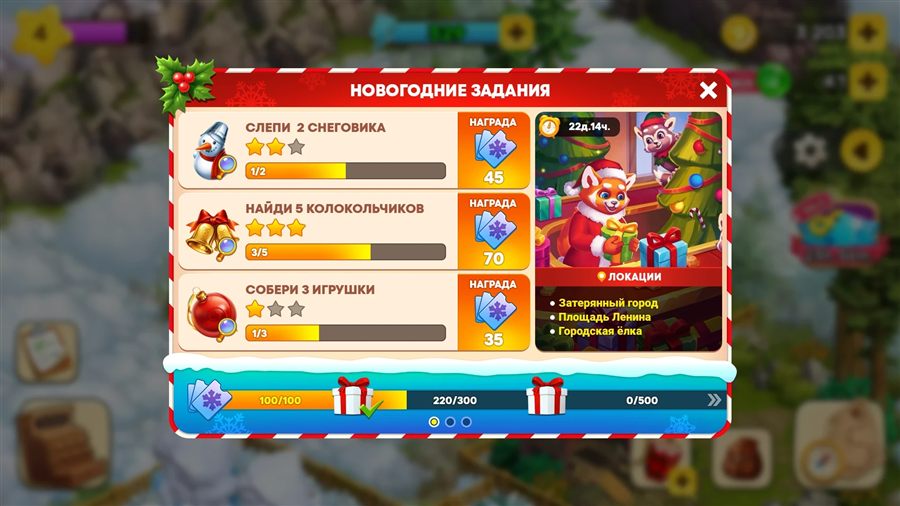 НОВОГОДНИЕ ЗАДАНИЯ
СЛЕПИ 2 СНЕГОВИКА
1/2
НАГРАДА
45
НАЙДИ 5 КОЛОКОЛЬЧИКОВ
3/5
НАГРАДА
70
СОБЕРИ 3 ИГРУШКИ
1/3
НАГРАДА
35
22д.14ч.
ЛОКАЦИИ
• Затерянный город
• Площадь Ленина
• Городская ёлка
100/100
220/300
0/500